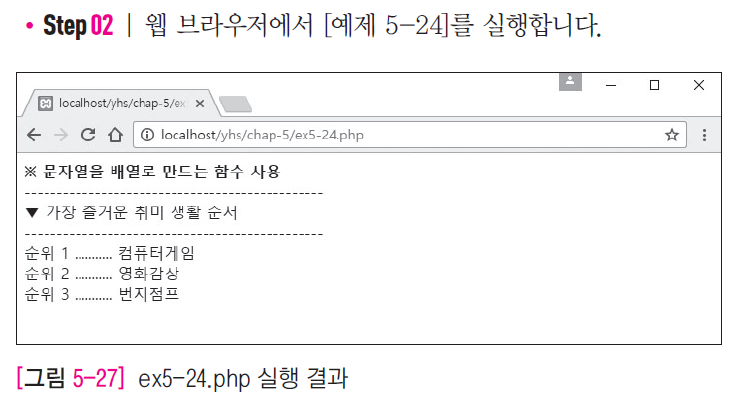 • Step 02 | 웹 브라우저에서 [예제 5-24]를 실행합니다.
localhost/yhs/chap-5/ex
localhost/yhs/chap-5/ex5-24.php
※ 문자열을 배열로 만드는 함수 사용
------------------------------------------------
▼ 가장 즐거운 취미 생활 순서
------------------------------------------------
순위 1 ........... 컴퓨터게임
순위 2 ........... 영화감상
순위 3 ........... 번지점프
[그림 5-27] ex5-24.php 실행 결과